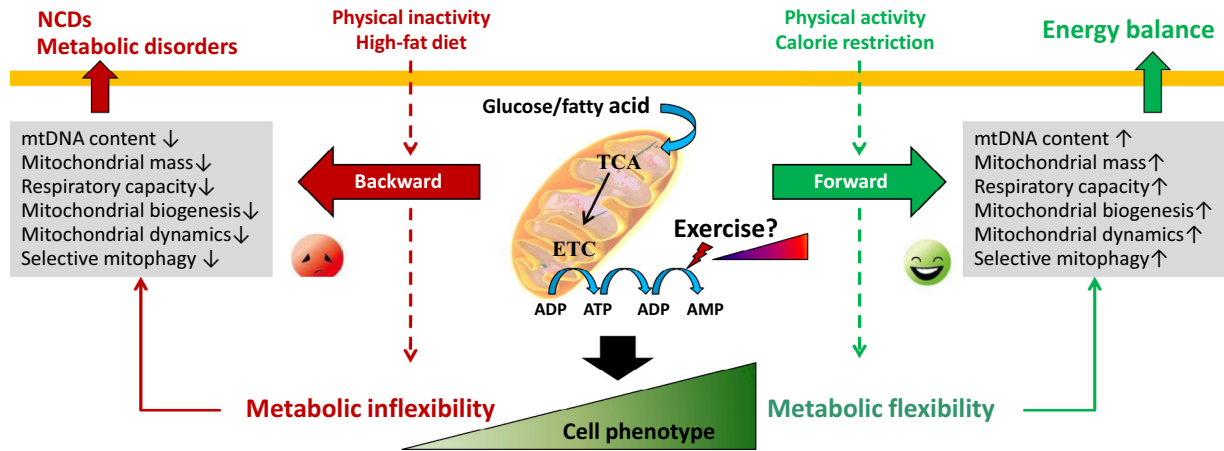 NCDs
Metabolic disorders
Physical inactivity
High-fat diet
Physical activity
Calorie restriction
Energy balance
Glucose/fatty acid
mtDNA content ↓
Mitochondrial mass↓
Respiratory capacity↓
Mitochondrial biogenesis↓
Mitochondrial dynamics↓
Selective mitophagy ↓
Backward
TCA
ETC
Exercise?
ADP ATP ADP AMP
Forward
mtDNA content ↑
Mitochondrial mass↑
Respiratory capacity↑
Mitochondrial biogenesis↑
Mitochondrial dynamics↑
Selective mitophagy↑
Metabolic inflexibility
Cell phenotype
Metabolic flexibility